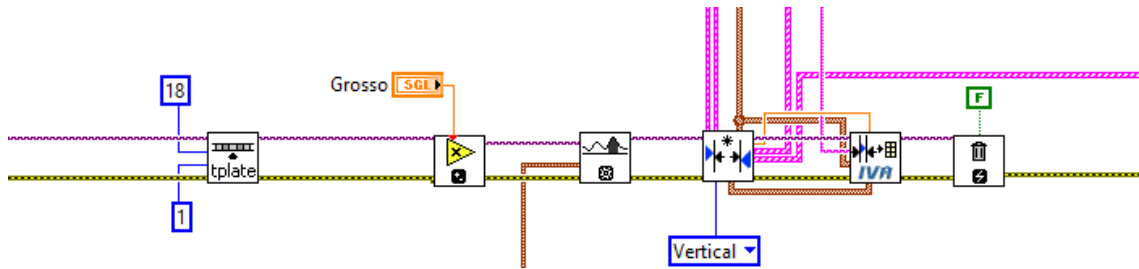 18
Grosso SGL
F
tplate
IVA
1
Vertical